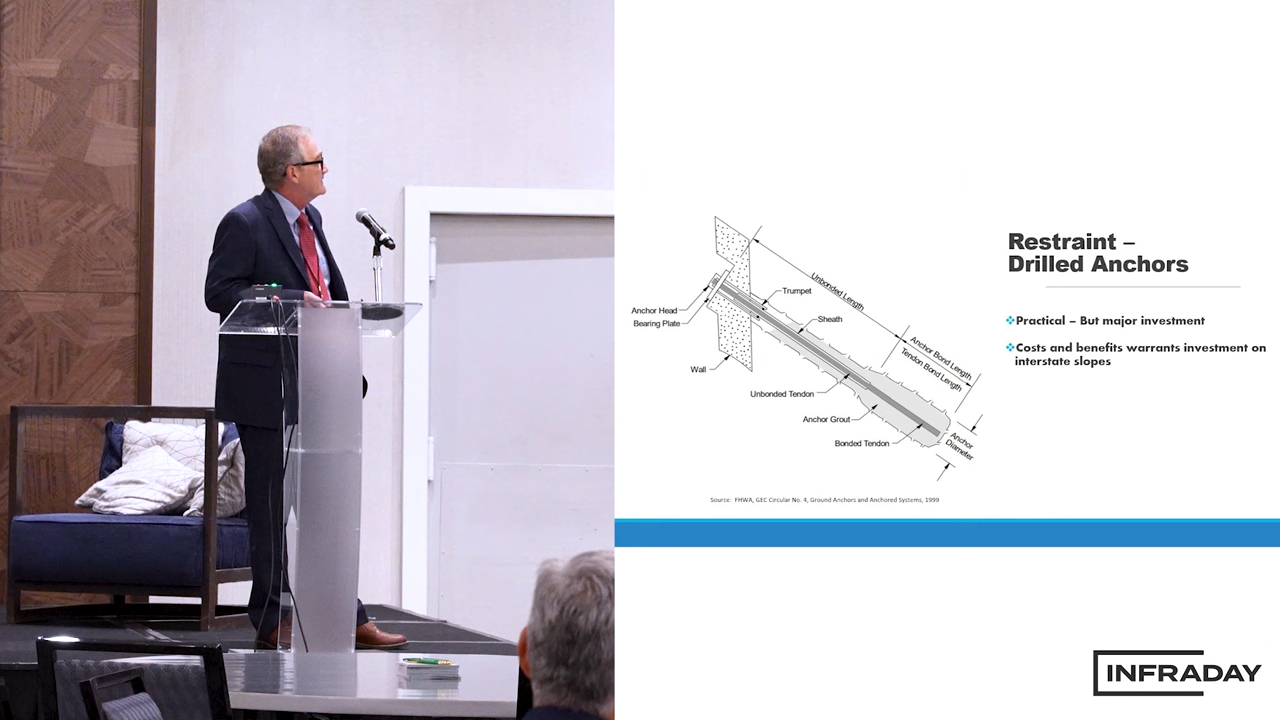 Restraint –
Drilled Anchors
Practical – But major investment
Costs and benefits warrants investment on
interstate slopes
Unbonded Length
Trumpet
Anchor Head
Bearing Plate
Sheath
Anchor Bond Length
Tendon Bond Length
Wall
Unbonded Tendon
Anchor Grout
Bonded Tendon
Anchor
Diameter
Source: FHWA, GEC Circular No. 4, Ground Anchors and Anchored Systems, 1999
INFRADAY